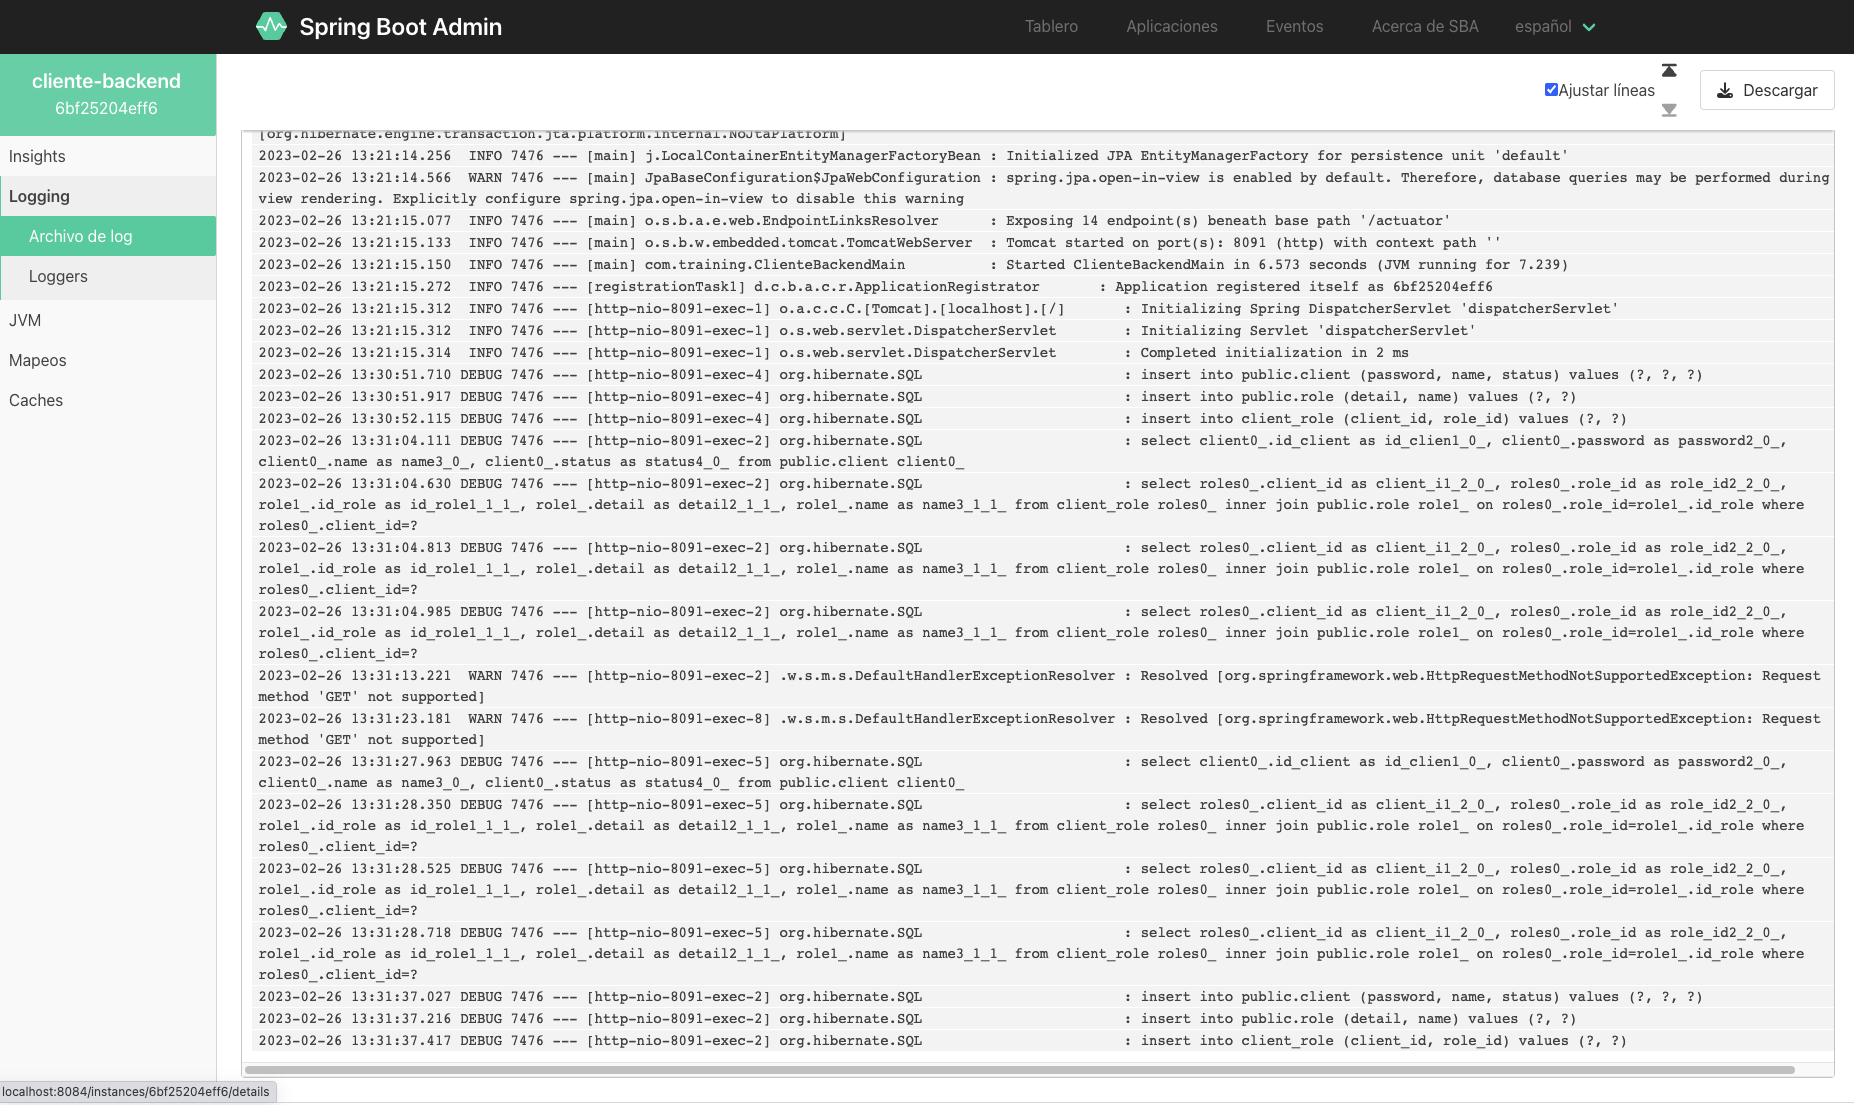 Spring Boot Admin
Tablero
Aplicaciones
Eventos
Acerca de SBA
español
cliente-backend
6bf25204eff6
Insights
Logging
Archivo de log
Loggers
JVM
Mapeos
Caches
Ajustar líneas
Descargar
[org.hibernate.engine.transaction.jta.platform.internal.NoJtaPlatform]
2023-02-26 13:21:14.256  INFO 7476 --- [main] j.LocalContainerEntityManagerFactoryBean : Initialized JPA EntityManagerFactory for persistence unit 'default'
2023-02-26 13:21:14.566  WARN 7476 --- [main] JpaBaseConfiguration$JpaWebConfiguration : spring.jpa.open-in-view is enabled by default. Therefore, database queries may be performed during
view rendering. Explicitly configure spring.jpa.open-in-view to disable this warning
2023-02-26 13:21:15.077  INFO 7476 --- [main] o.s.b.a.e.web.EndpointLinksResolver      : Exposing 14 endpoint(s) beneath base path '/actuator'
2023-02-26 13:21:15.133  INFO 7476 --- [main] o.s.b.w.embedded.tomcat.TomcatWebServer  : Tomcat started on port(s): 8091 (http) with context path ''
2023-02-26 13:21:15.150  INFO 7476 --- [main] com.training.ClienteBackendMain          : Started ClienteBackendMain in 6.573 seconds (JVM running for 7.239)
2023-02-26 13:21:15.272  INFO 7476 --- [registrationTask1] d.c.b.a.c.r.ApplicationRegistrator       : Application registered itself as 6bf25204eff6
2023-02-26 13:21:15.312  INFO 7476 --- [http-nio-8091-exec-1] o.a.c.c.C.[Tomcat].[localhost].[/]       : Initializing Spring DispatcherServlet 'dispatcherServlet'
2023-02-26 13:21:15.312  INFO 7476 --- [http-nio-8091-exec-1] o.s.web.servlet.DispatcherServlet        : Initializing Servlet 'dispatcherServlet'
2023-02-26 13:21:15.314  INFO 7476 --- [http-nio-8091-exec-1] o.s.web.servlet.DispatcherServlet        : Completed initialization in 2 ms
2023-02-26 13:30:51.710 DEBUG 7476 --- [http-nio-8091-exec-4] org.hibernate.SQL                        : insert into public.client (password, name, status) values (?, ?, ?)
2023-02-26 13:30:51.917 DEBUG 7476 --- [http-nio-8091-exec-4] org.hibernate.SQL                        : insert into public.role (detail, name) values (?, ?)
2023-02-26 13:30:52.115 DEBUG 7476 --- [http-nio-8091-exec-4] org.hibernate.SQL                        : insert into client_role (client_id, role_id) values (?, ?)
2023-02-26 13:31:04.111 DEBUG 7476 --- [http-nio-8091-exec-2] org.hibernate.SQL                        : select client0_.id_client as id_clien1_0_, client0_.password as password2_0_,
client0_.name as name3_0_, client0_.status as status4_0_ from public.client client0_
2023-02-26 13:31:04.630 DEBUG 7476 --- [http-nio-8091-exec-2] org.hibernate.SQL                        : select roles0_.client_id as client_i1_2_0_, roles0_.role_id as role_id2_2_0_,
role1_.id_role as id_role1_1_1_, role1_.detail as detail2_1_1_, role1_.name as name3_1_1_ from client_role roles0_ inner join public.role role1_ on roles0_.role_id=role1_.id_role where
roles0_.client_id=?
2023-02-26 13:31:04.813 DEBUG 7476 --- [http-nio-8091-exec-2] org.hibernate.SQL                        : select roles0_.client_id as client_i1_2_0_, roles0_.role_id as role_id2_2_0_,
role1_.id_role as id_role1_1_1_, role1_.detail as detail2_1_1_, role1_.name as name3_1_1_ from client_role roles0_ inner join public.role role1_ on roles0_.role_id=role1_.id_role where
roles0_.client_id=?
2023-02-26 13:31:04.985 DEBUG 7476 --- [http-nio-8091-exec-2] org.hibernate.SQL                        : select roles0_.client_id as client_i1_2_0_, roles0_.role_id as role_id2_2_0_,
role1_.id_role as id_role1_1_1_, role1_.detail as detail2_1_1_, role1_.name as name3_1_1_ from client_role roles0_ inner join public.role role1_ on roles0_.role_id=role1_.id_role where
roles0_.client_id=?
2023-02-26 13:31:13.221  WARN 7476 --- [http-nio-8091-exec-2] .w.s.m.s.DefaultHandlerExceptionResolver : Resolved [org.springframework.web.HttpRequestMethodNotSupportedException: Request
method 'GET' not supported]
2023-02-26 13:31:23.181  WARN 7476 --- [http-nio-8091-exec-8] .w.s.m.s.DefaultHandlerExceptionResolver : Resolved [org.springframework.web.HttpRequestMethodNotSupportedException: Request
method 'GET' not supported]
2023-02-26 13:31:27.963 DEBUG 7476 --- [http-nio-8091-exec-5] org.hibernate.SQL                        : select client0_.id_client as id_clien1_0_, client0_.password as password2_0_,
client0_.name as name3_0_, client0_.status as status4_0_ from public.client client0_
2023-02-26 13:31:28.350 DEBUG 7476 --- [http-nio-8091-exec-5] org.hibernate.SQL                        : select roles0_.client_id as client_i1_2_0_, roles0_.role_id as role_id2_2_0_,
role1_.id_role as id_role1_1_1_, role1_.detail as detail2_1_1_, role1_.name as name3_1_1_ from client_role roles0_ inner join public.role role1_ on roles0_.role_id=role1_.id_role where
roles0_.client_id=?
2023-02-26 13:31:28.525 DEBUG 7476 --- [http-nio-8091-exec-5] org.hibernate.SQL                        : select roles0_.client_id as client_i1_2_0_, roles0_.role_id as role_id2_2_0_,
role1_.id_role as id_role1_1_1_, role1_.detail as detail2_1_1_, role1_.name as name3_1_1_ from client_role roles0_ inner join public.role role1_ on roles0_.role_id=role1_.id_role where
roles0_.client_id=?
2023-02-26 13:31:28.718 DEBUG 7476 --- [http-nio-8091-exec-5] org.hibernate.SQL                        : select roles0_.client_id as client_i1_2_0_, roles0_.role_id as role_id2_2_0_,
role1_.id_role as id_role1_1_1_, role1_.detail as detail2_1_1_, role1_.name as name3_1_1_ from client_role roles0_ inner join public.role role1_ on roles0_.role_id=role1_.id_role where
roles0_.client_id=?
2023-02-26 13:31:37.027 DEBUG 7476 --- [http-nio-8091-exec-2] org.hibernate.SQL                        : insert into public.client (password, name, status) values (?, ?, ?)
2023-02-26 13:31:37.216 DEBUG 7476 --- [http-nio-8091-exec-2] org.hibernate.SQL                        : insert into public.role (detail, name) values (?, ?)
2023-02-26 13:31:37.417 DEBUG 7476 --- [http-nio-8091-exec-2] org.hibernate.SQL                        : insert into client_role (client_id, role_id) values (?, ?)
localhost:8084/instances/6bf25204eff6/details